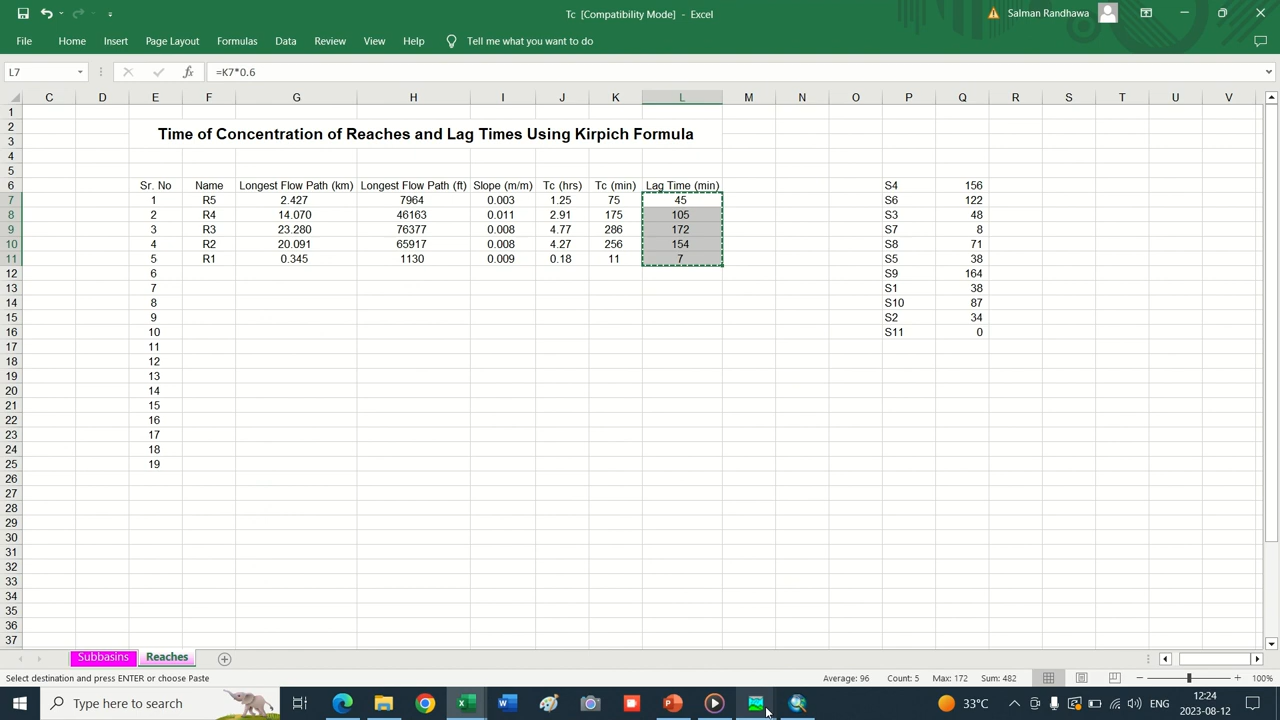 Tc [Compatibility Mode] - Excel
Salman Randhawa
File Home Insert Page Layout Formulas Data Review View Help Tell me what you want to do
L7 fx =K7*0.6
C D E F G H I J K L M N O P Q R S T U V
1
2
Time of Concentration of Reaches and Lag Times Using Kirpich Formula
3
4
5
6 Sr. No Name Longest Flow Path (km) Longest Flow Path (ft) Slope (m/m) Tc (hrs) Tc (min) Lag Time (min) S4 156
7 1 R5 2.427 7964 0.003 1.25 75 45 S6 122
8 2 R4 14.070 46163 0.011 2.91 175 105 S3 48
9 3 R3 23.280 76377 0.008 4.77 286 172 S7 8
10 4 R2 20.091 65917 0.008 4.27 256 154 S8 71
11 5 R1 0.345 1130 0.009 0.18 11 7 S5 38
12 6 S9 164
13 7 S1 38
14 8 S10 87
15 9 S2 34
16 10 S11 0
17 11
18 12
19 13
20 14
21 15
22 16
23 17
24 18
25 19
26
27
28
29
30
31
32
33
34
35
36
37
Subbasins Reaches
Select destination and press ENTER or choose Paste Average: 96 Count: 5 Max: 172 Sum: 482 100%
Type here to search 33°C ENG 12:24
2023-08-12